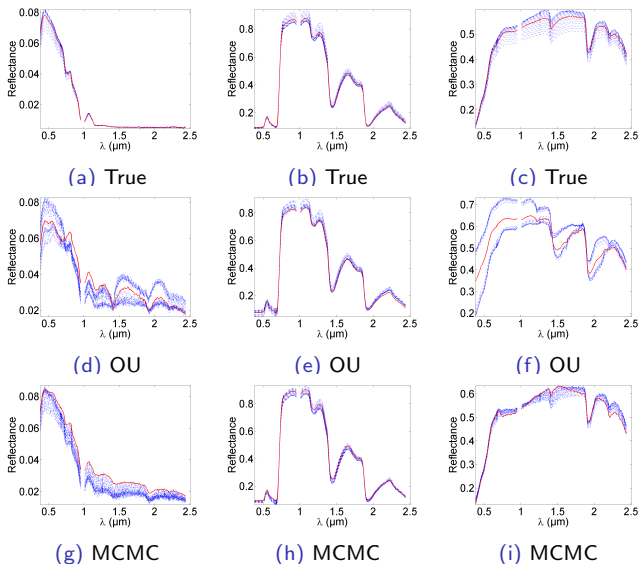 0.08
0.06
0.04
0.02
Reflectance
0.5 1 1.5 2 2.5
λ (µm)
(a) True
0.8
0.6
0.4
0.2
Reflectance
0.5 1 1.5 2 2.5
λ (µm)
(b) True
0.5
0.4
0.3
0.2
Reflectance
0.5 1 1.5 2 2.5
λ (µm)
(c) True
0.08
0.06
0.04
0.02
Reflectance
0.5 1 1.5 2 2.5
λ (µm)
(d) OU
0.8
0.6
0.4
0.2
Reflectance
0.5 1 1.5 2 2.5
λ (µm)
(e) OU
0.7
0.6
0.5
0.4
0.3
0.2
Reflectance
0.5 1 1.5 2 2.5
λ (µm)
(f) OU
0.08
0.06
0.04
0.02
Reflectance
0.5 1 1.5 2 2.5
λ (µm)
(g) MCMC
0.8
0.6
0.4
0.2
Reflectance
0.5 1 1.5 2 2.5
λ (µm)
(h) MCMC
0.6
0.5
0.4
0.3
0.2
Reflectance
0.5 1 1.5 2 2.5
λ (µm)
(i) MCMC